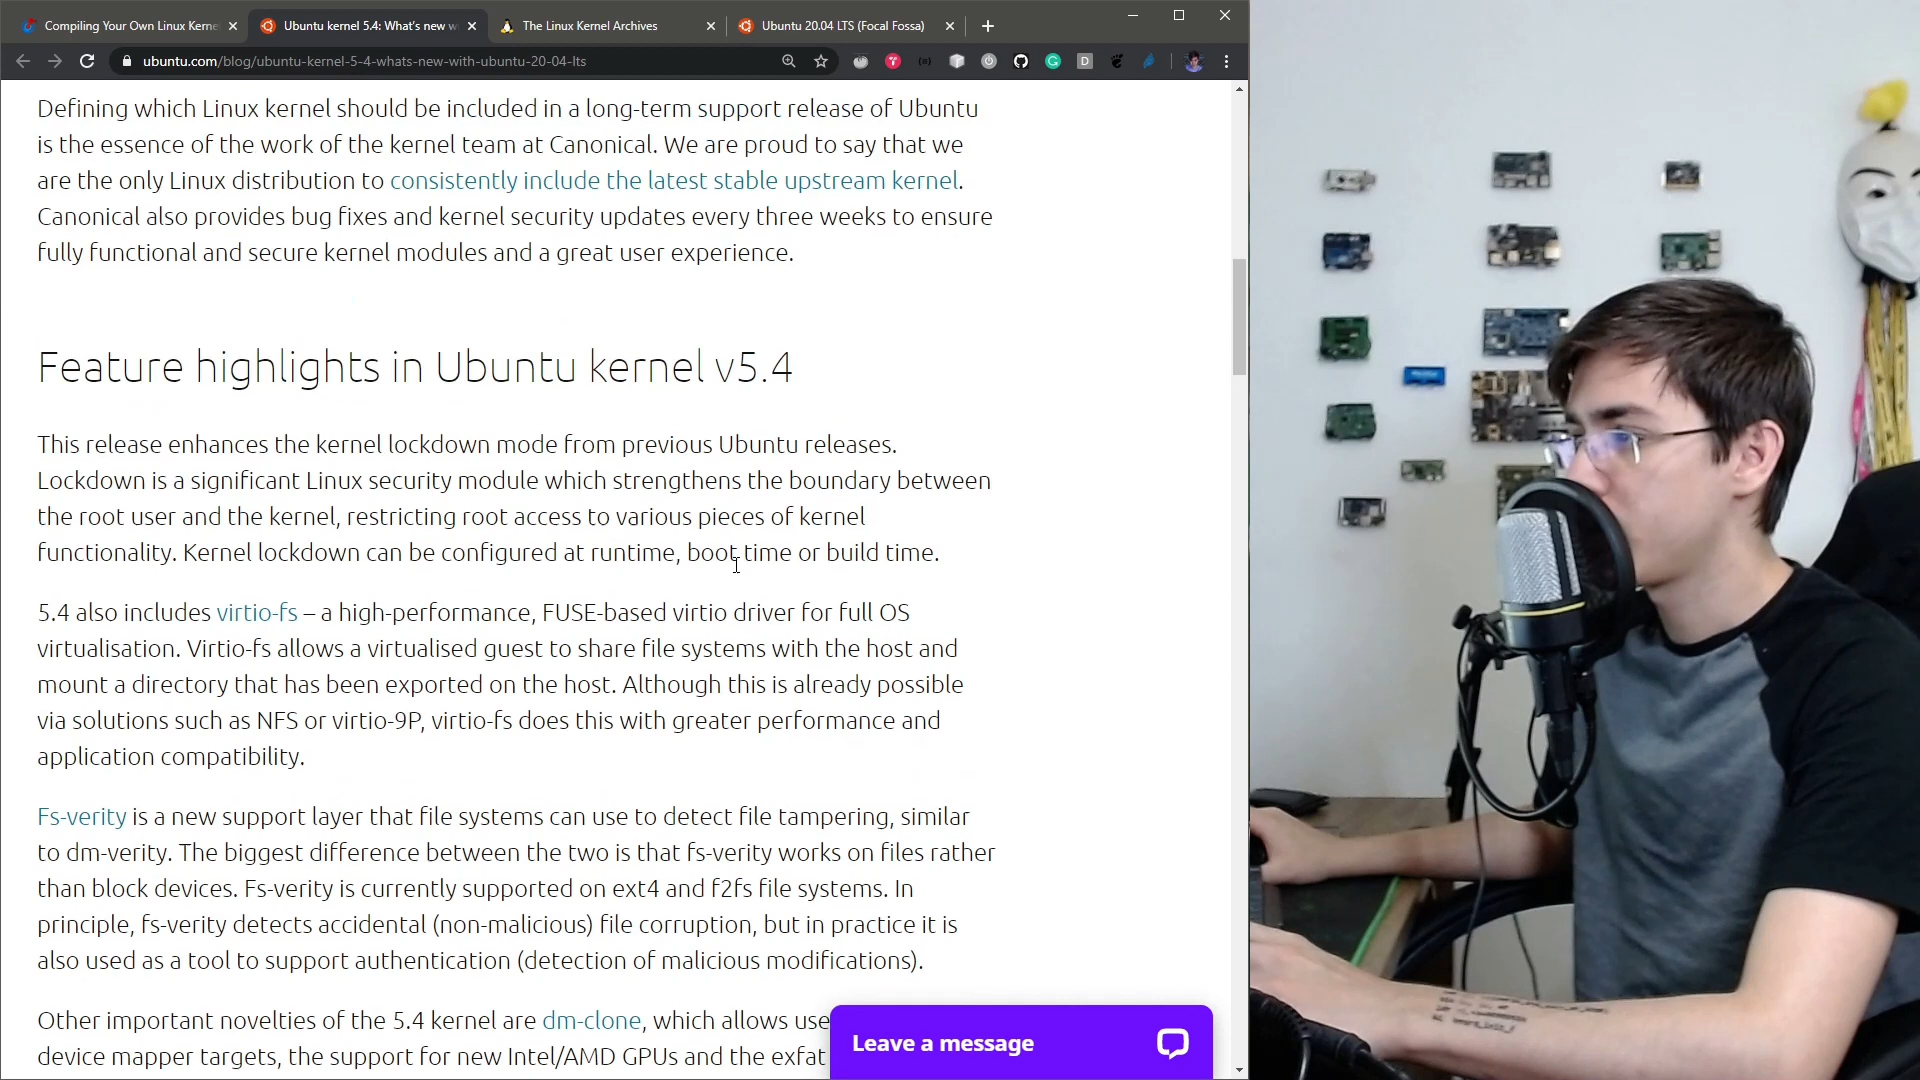 Compiling Your Own Linux Kerne
Ubuntu kernel 5.4: What's new w
The Linux Kernel Archives
Ubuntu 20.04 LTS (Focal Fossa)
ubuntu.com/blog/ubuntu-kernel-5-4-whats-new-with-ubuntu-20-04-lts
Defining which Linux kernel should be included in a long-term support release of Ubuntu
is the essence of the work of the kernel team at Canonical. We are proud to say that we
are the only Linux distribution to consistently include the latest stable upstream kernel.
Canonical also provides bug fixes and kernel security updates every three weeks to ensure
fully functional and secure kernel modules and a great user experience.
Feature highlights in Ubuntu kernel v5.4
This release enhances the kernel lockdown mode from previous Ubuntu releases.
Lockdown is a significant Linux security module which strengthens the boundary between
the root user and the kernel, restricting root access to various pieces of kernel
functionality. Kernel lockdown can be configured at runtime, boot time or build time.
5.4 also includes virtio-fs – a high-performance, FUSE-based virtio driver for full OS
virtualisation. Virtio-fs allows a virtualised guest to share file systems with the host and
mount a directory that has been exported on the host. Although this is already possible
via solutions such as NFS or virtio-9P, virtio-fs does this with greater performance and
application compatibility.
Fs-verity is a new support layer that file systems can use to detect file tampering, similar
to dm-verity. The biggest difference between the two is that fs-verity works on files rather
than block devices. Fs-verity is currently supported on ext4 and f2fs file systems. In
principle, fs-verity detects accidental (non-malicious) file corruption, but in practice it is
also used as a tool to support authentication (detection of malicious modifications).
Other important novelties of the 5.4 kernel are dm-clone, which allows use
device mapper targets, the support for new Intel/AMD GPUs and the exfat
Leave a message